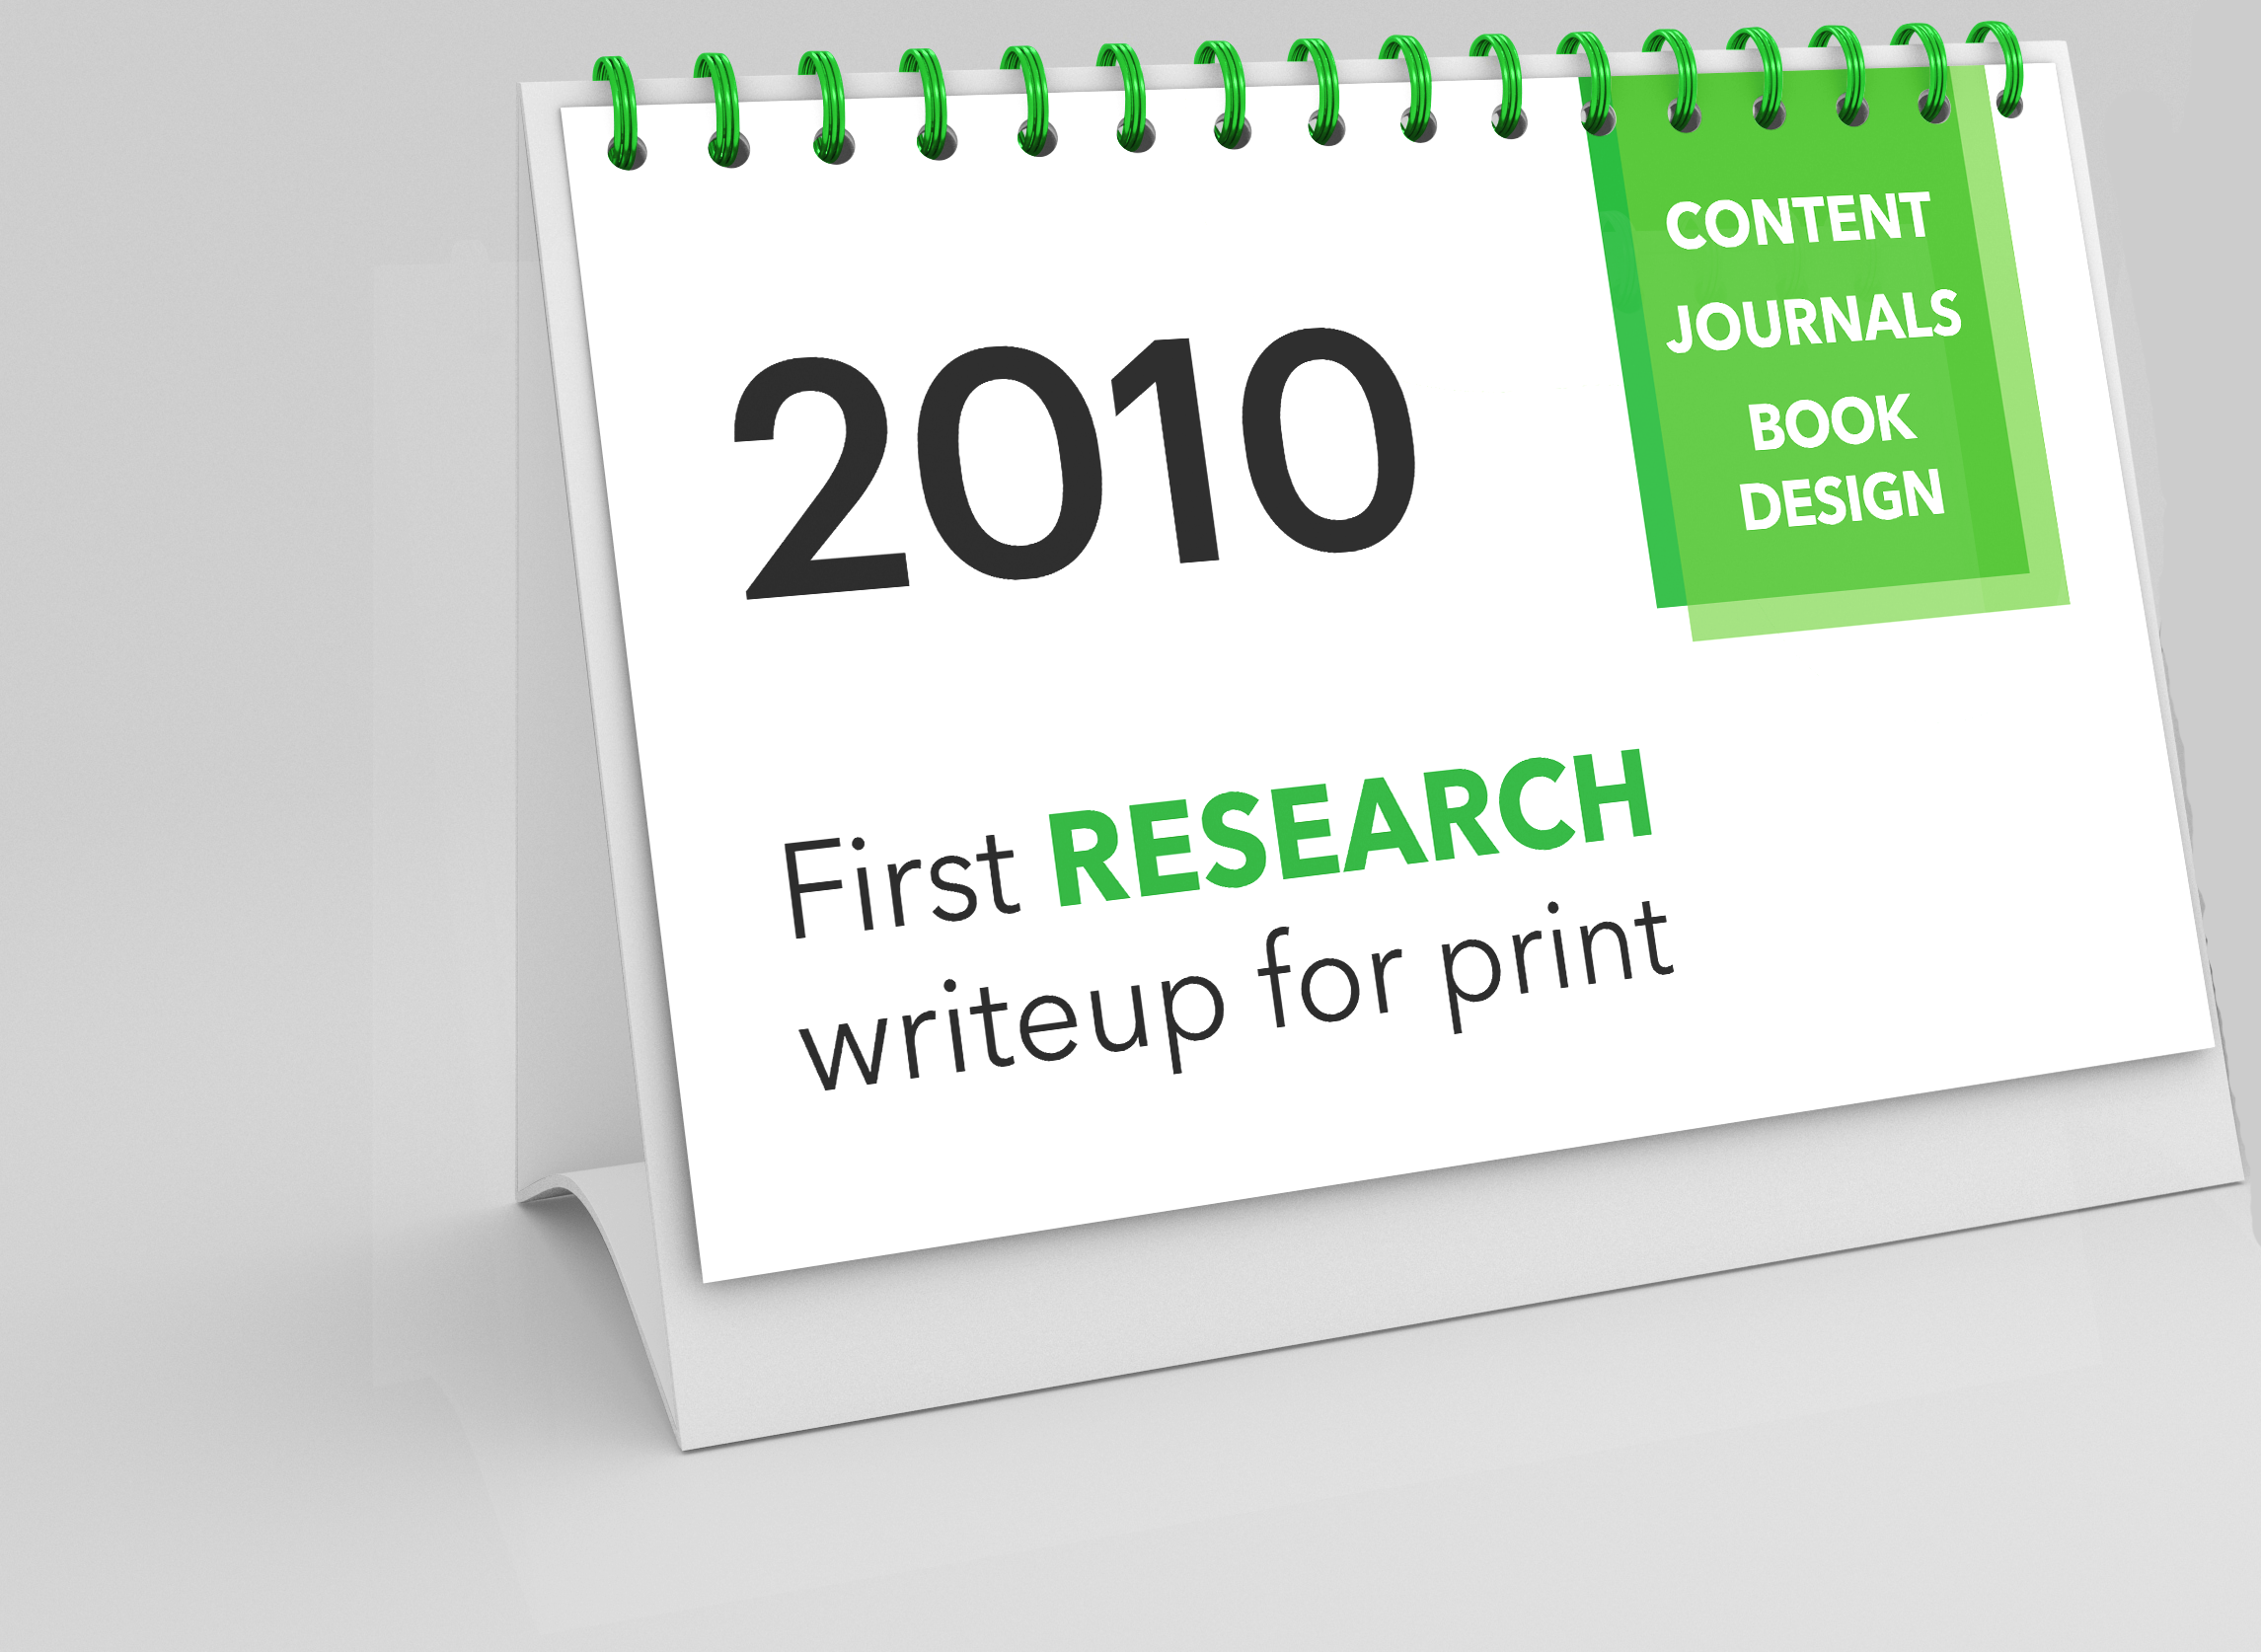 CONTENT
JOURNALS
BOOK
DESIGN
2010
First RESEARCH
writeup for print